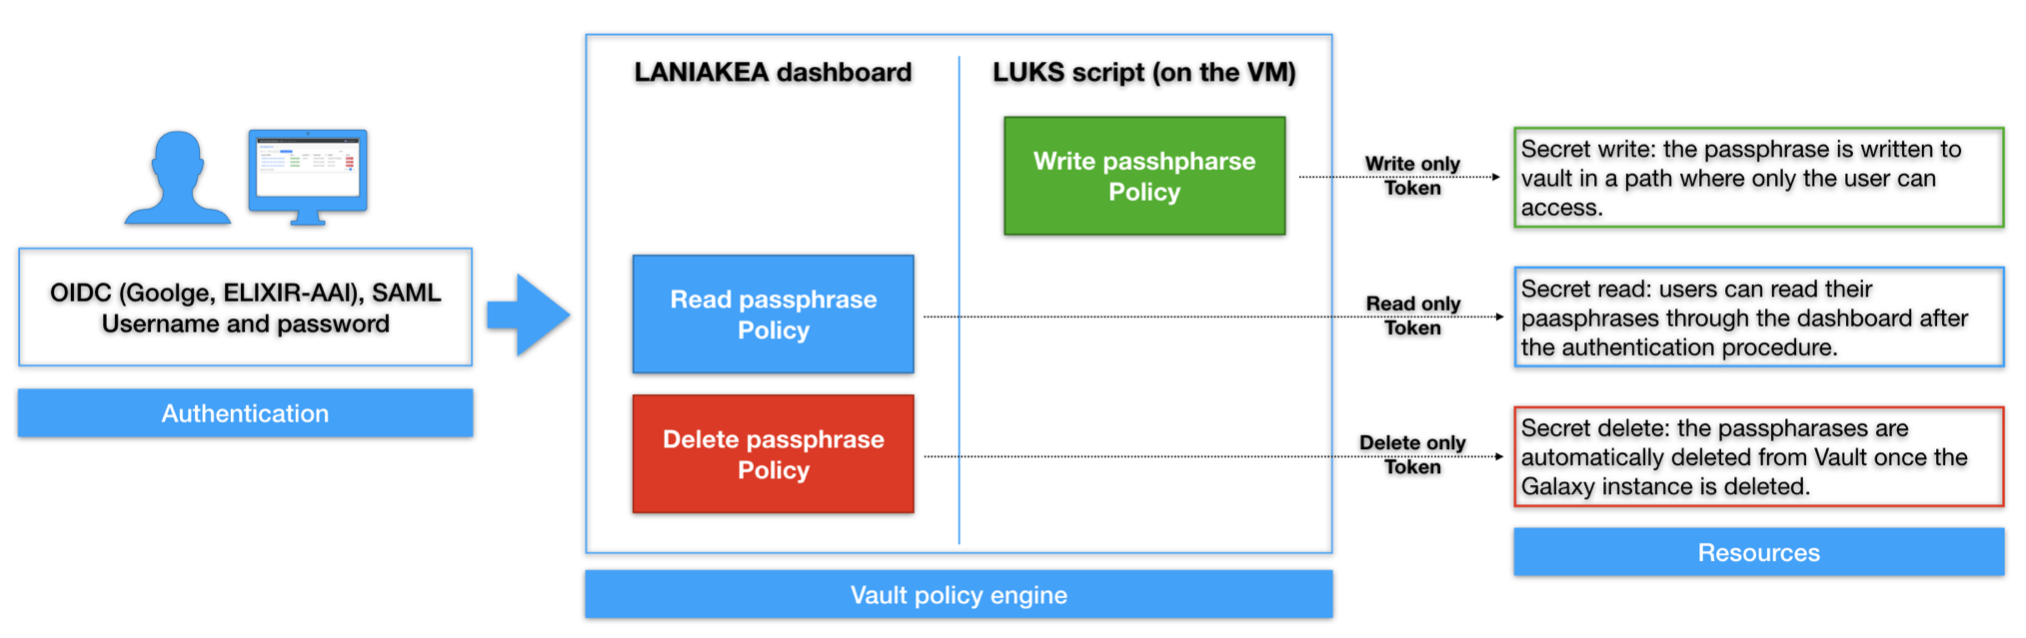 LANIAKEA dashboard
LUKS script (on the VM)
OIDC (Goolge, ELIXIR-AAI), SAML
Username and password
Authentication
Write passhpharse
Policy
Read passphrase
Policy
Delete passphrase
Policy
Vault policy engine
Write only
Token
Read only
Token
Delete only
Token
Secret write: the passphrase is written to
vault in a path where only the user can
access.
Secret read: users can read their
paasphrases through the dashboard after
the authentication procedure.
Secret delete: the passpharases are
automatically deleted from Vault once the
Galaxy instance is deleted.
Resources